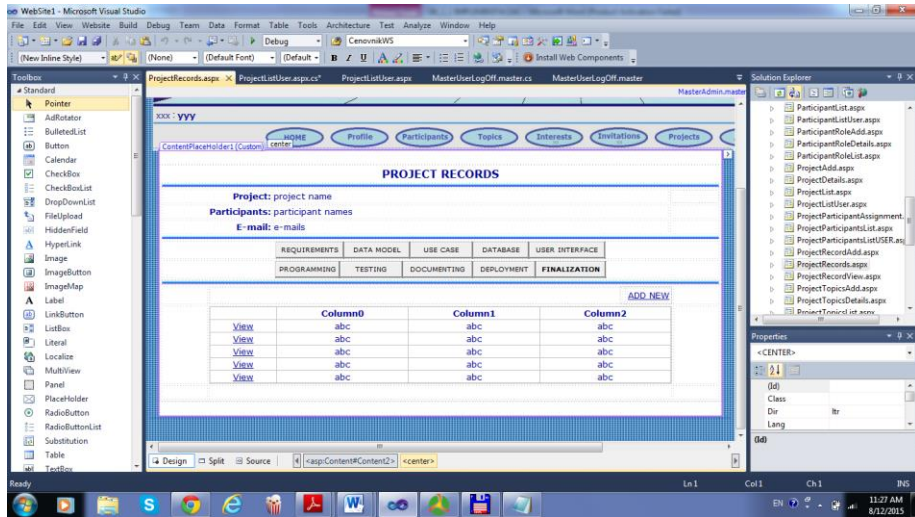 WebSite1 - Microsoft Visual Studio
File Edit View Website Build Debug Team Data Format Table Tools Architecture Test Analyze Window Help
Debug CenovnikWS
(New Inline Style) (None) (Default Font) (Default B I U A Install Web Components
Toolbox
Standard
Pointer
AdRotator
BulletedList
Button
Calendar
CheckBox
CheckBoxList
DropDownList
FileUpload
HiddenField
HyperLink
Image
ImageButton
ImageMap
Label
LinkButton
ListBox
Literal
Localize
MultiView
Panel
PlaceHolder
RadioButton
RadioButtonList
Substitution
Table
TextBox
ProjectRecords.aspx ProjectListUser.aspx.cs* ProjectListUser.aspx MasterUserLogOff.master.cs MasterUserLogOff.master
MasterAdmin.master
xxx : yyy
HOME Profile Participants Topics Interests Invitations Projects
ContentPlaceHolder1 (Custom) center
PROJECT RECORDS
Project: project name
Participants: participant names
E-mail: e-mails
REQUIREMENTS DATA MODEL USE CASE DATABASE USER INTERFACE
PROGRAMMING TESTING DOCUMENTING DEPLOYMENT FINALIZATION
ADD NEW
Column0 Column1 Column2
View abc abc abc
View abc abc abc
View abc abc abc
View abc abc abc
View abc abc abc
Design Split Source <asp:Content#Content2> <center>
Solution Explorer
ParticipantList.aspx
ParticipantListUser.aspx
ParticipantRoleAdd.aspx
ParticipantRoleDetails.aspx
ParticipantRoleList.aspx
ProjectAdd.aspx
ProjectDetails.aspx
ProjectList.aspx
ProjectListUser.aspx
ProjectParticipantAssignment.
ProjectParticipantsList.aspx
ProjectParticipantsListUSER.as
ProjectRecordAdd.aspx
ProjectRecords.aspx
ProjectRecordView.aspx
ProjectTopicsAdd.aspx
ProjectTopicsDetails.aspx
ProjectTopicsList.aspx
Properties
<CENTER>
(Id)
Class
Dir ltr
Lang
(Id)
Ready Ln 1 Col 1 Ch 1 INS
EN 11:27 AM
8/12/2015